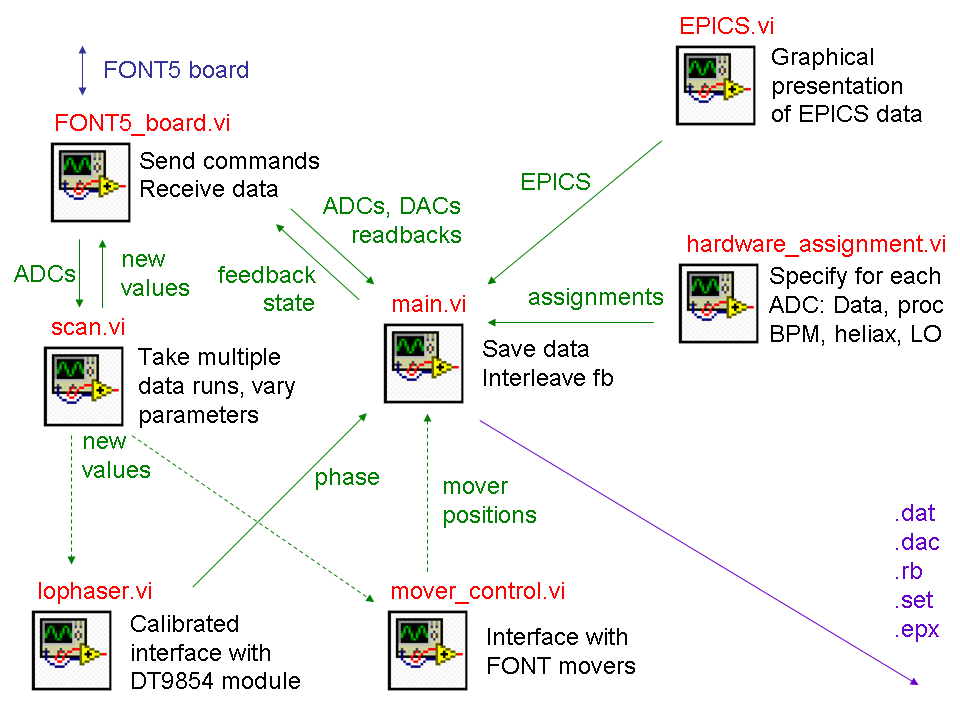 EPICS.vi
Graphical
presentation
of EPICS data
FONT5 board
FONT5_board.vi
Send commands
Receive data
ADCs, DACs
readbacks
EPICS
ADCs
new
values
feedback
state
hardware_assignment.vi
Specify for each
ADC: Data, proc
BPM, heliax, LO
assignments
main.vi
Save data
Interleave fb
scan.vi
Take multiple
data runs, vary
parameters
new
values
phase
mover
positions
.dat
.dac
.rb
.set
.epx
lophaser.vi
Calibrated
interface with
DT9854 module
mover_control.vi
Interface with
FONT movers